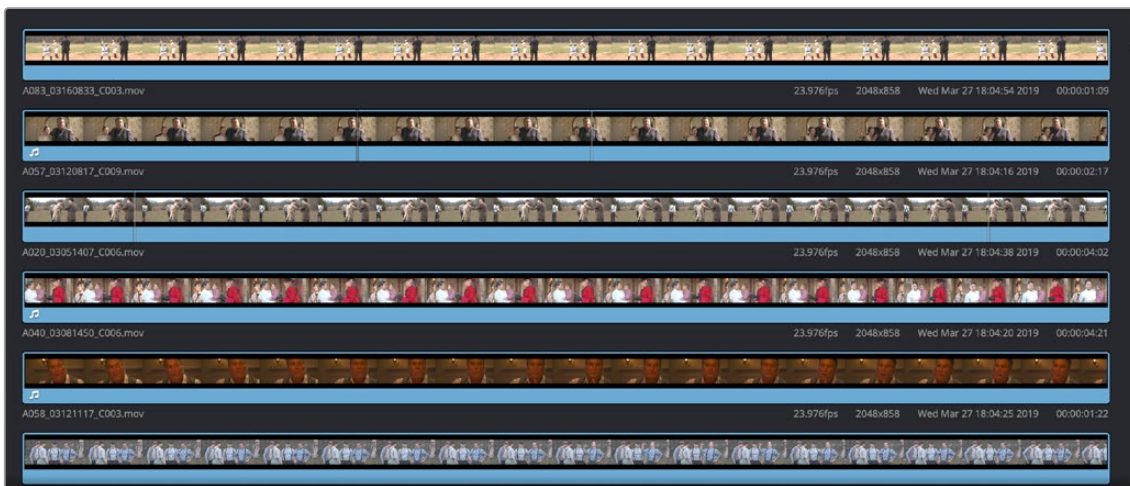 A083_03160833_C003.mov 23.976fps 2048x858 Wed Mar 27 18:04:54 2019 00:00:01:09
A057_03120817_C009.mov 23.976fps 2048x858 Wed Mar 27 18:04:16 2019 00:00:02:17
A020_03051407_C006.mov 23.976fps 2048x858 Wed Mar 27 18:04:38 2019 00:00:04:02
A040_03081450_C006.mov 23.976fps 2048x858 Wed Mar 27 18:04:20 2019 00:00:04:21
A058_03121117_C003.mov 23.976fps 2048x858 Wed Mar 27 18:04:25 2019 00:00:01:22